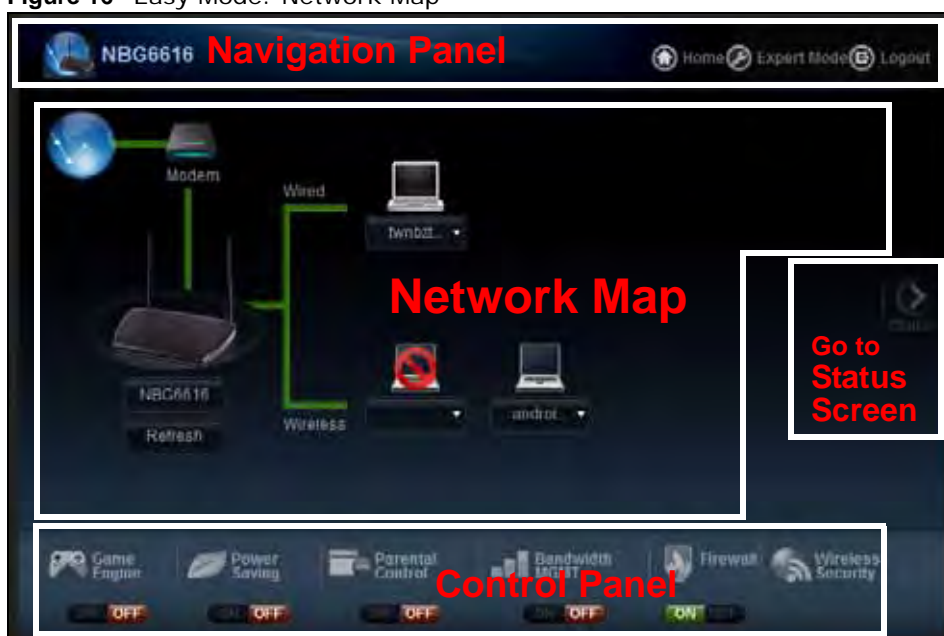 Figure 16 Easy Mode: Network Map
NBG6616 Navigation Panel
Home Expert Mode Logout
Modem
Wired
twnbzt...
Network Map
Go to
Status
Screen
NBG6616
Refresh
Wireless
androi...
Game
Engine
OFF
Power
Saving
OFF
Parental
Control
OFF
Bandwidth
MGMT
ON OFF
Firewall
ON
Wireless
Security
Control Panel